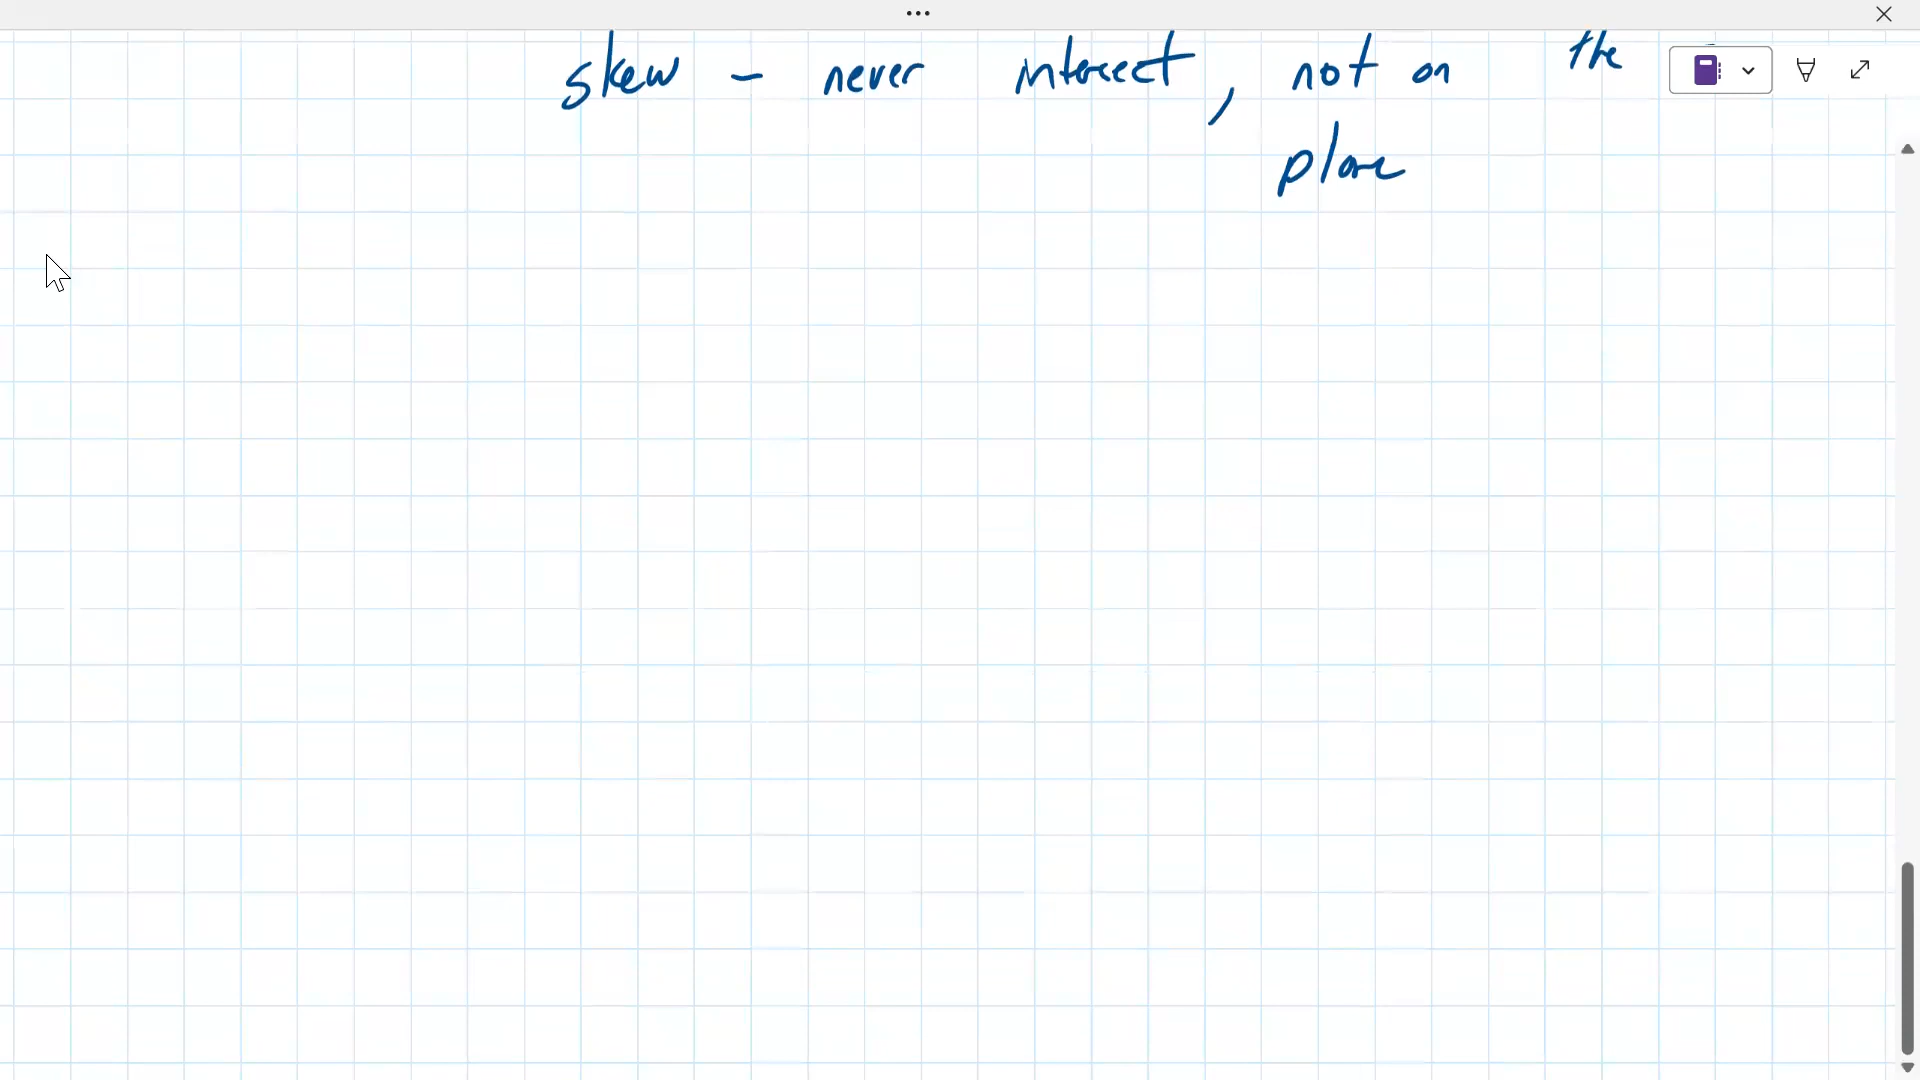 skew - never intersect, not on the
plane